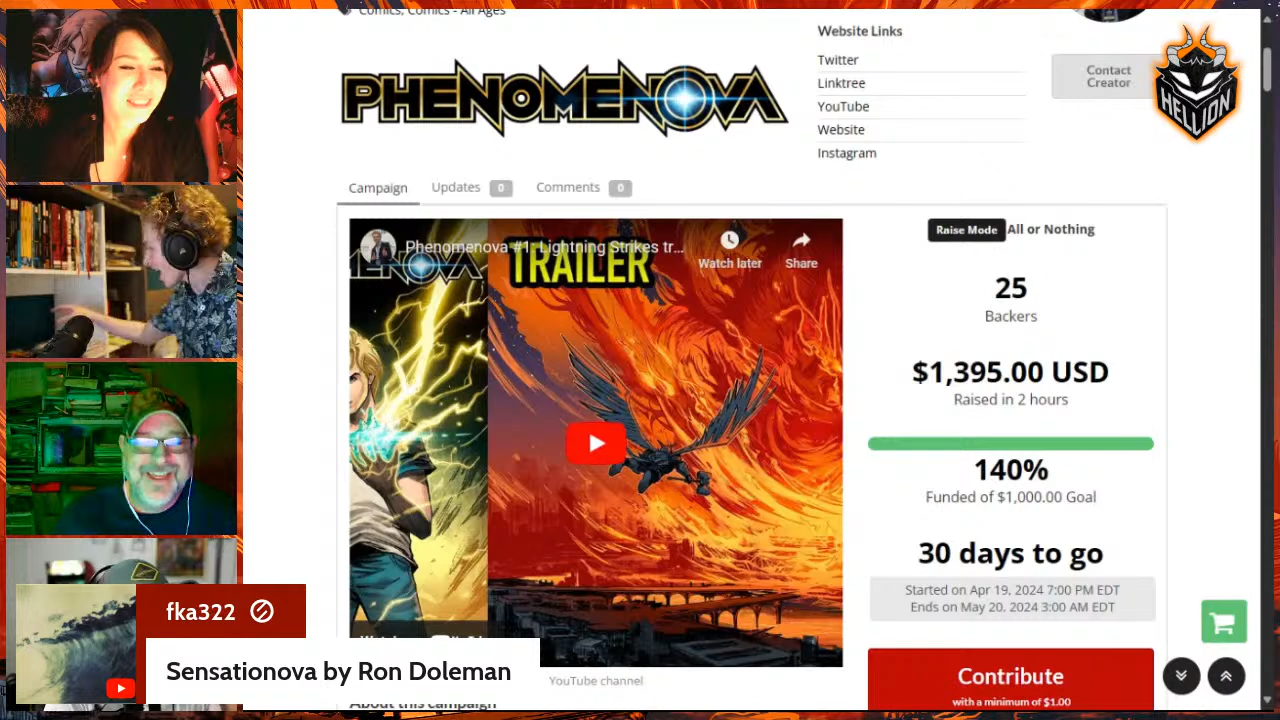 Comics, Comics - All Ages
PHENOMENOVA
Website Links
Twitter
Linktree
YouTube
Website
Instagram
Contact
Creator
HELLION
Campaign
Updates 0
Comments 0
Phenomenova #1: Lightning Strikes tr...
Watch later
Share
TRAILER
Raise Mode All or Nothing
25
Backers
$1,395.00 USD
Raised in 2 hours
140%
Funded of $1,000.00 Goal
30 days to go
Started on Apr 19, 2024 7:00 PM EDT
Ends on May 20, 2024 3:00 AM EDT
Contribute
with a minimum of $1.00
YouTube channel
About this campaign
fka322
Sensationova by Ron Doleman